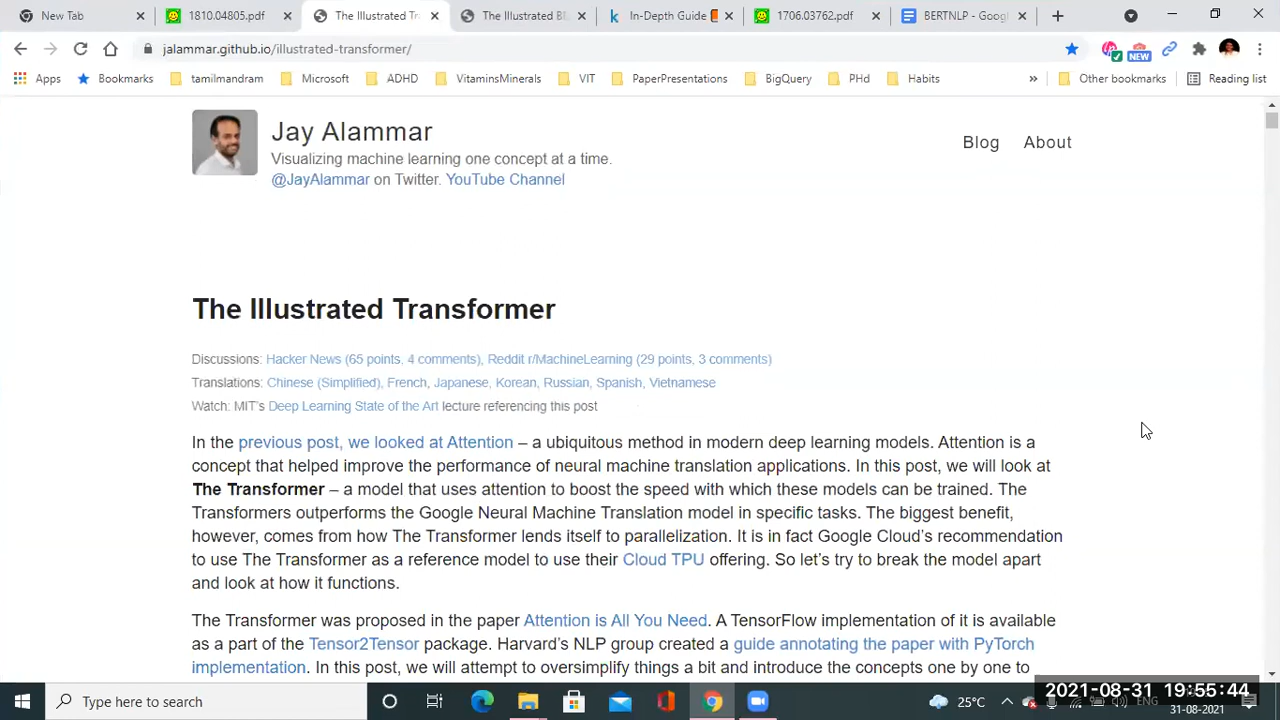 New Tab
1810.04805.pdf
The Illustrated Tr
The Illustrated B
In-Depth Guide
1706.03762.pdf
BERTNLP - Goog
jalammar.github.io/illustrated-transformer/
NEW
Apps
Bookmarks
tamilmandram
Microsoft
ADHD
VitaminsMinerals
VIT
PaperPresentations
BigQuery
PHd
Habits
»
Other bookmarks
Reading list
Jay Alammar
Visualizing machine learning one concept at a time.
@JayAlammar on Twitter. YouTube Channel
Blog
About
The Illustrated Transformer
Discussions: Hacker News (65 points, 4 comments), Reddit r/MachineLearning (29 points, 3 comments)
Translations: Chinese (Simplified), French, Japanese, Korean, Russian, Spanish, Vietnamese
Watch: MIT's Deep Learning State of the Art lecture referencing this post
In the previous post, we looked at Attention – a ubiquitous method in modern deep learning models. Attention is a
concept that helped improve the performance of neural machine translation applications. In this post, we will look at
The Transformer – a model that uses attention to boost the speed with which these models can be trained. The
Transformers outperforms the Google Neural Machine Translation model in specific tasks. The biggest benefit,
however, comes from how The Transformer lends itself to parallelization. It is in fact Google Cloud's recommendation
to use The Transformer as a reference model to use their Cloud TPU offering. So let's try to break the model apart
and look at how it functions.
The Transformer was proposed in the paper Attention is All You Need. A TensorFlow implementation of it is available
as a part of the Tensor2Tensor package. Harvard's NLP group created a guide annotating the paper with PyTorch
implementation. In this post, we will attempt to oversimplify things a bit and introduce the concepts one by one to
Type here to search
25°C
ENG
2021-08-31 19:55:44
31-08-2021